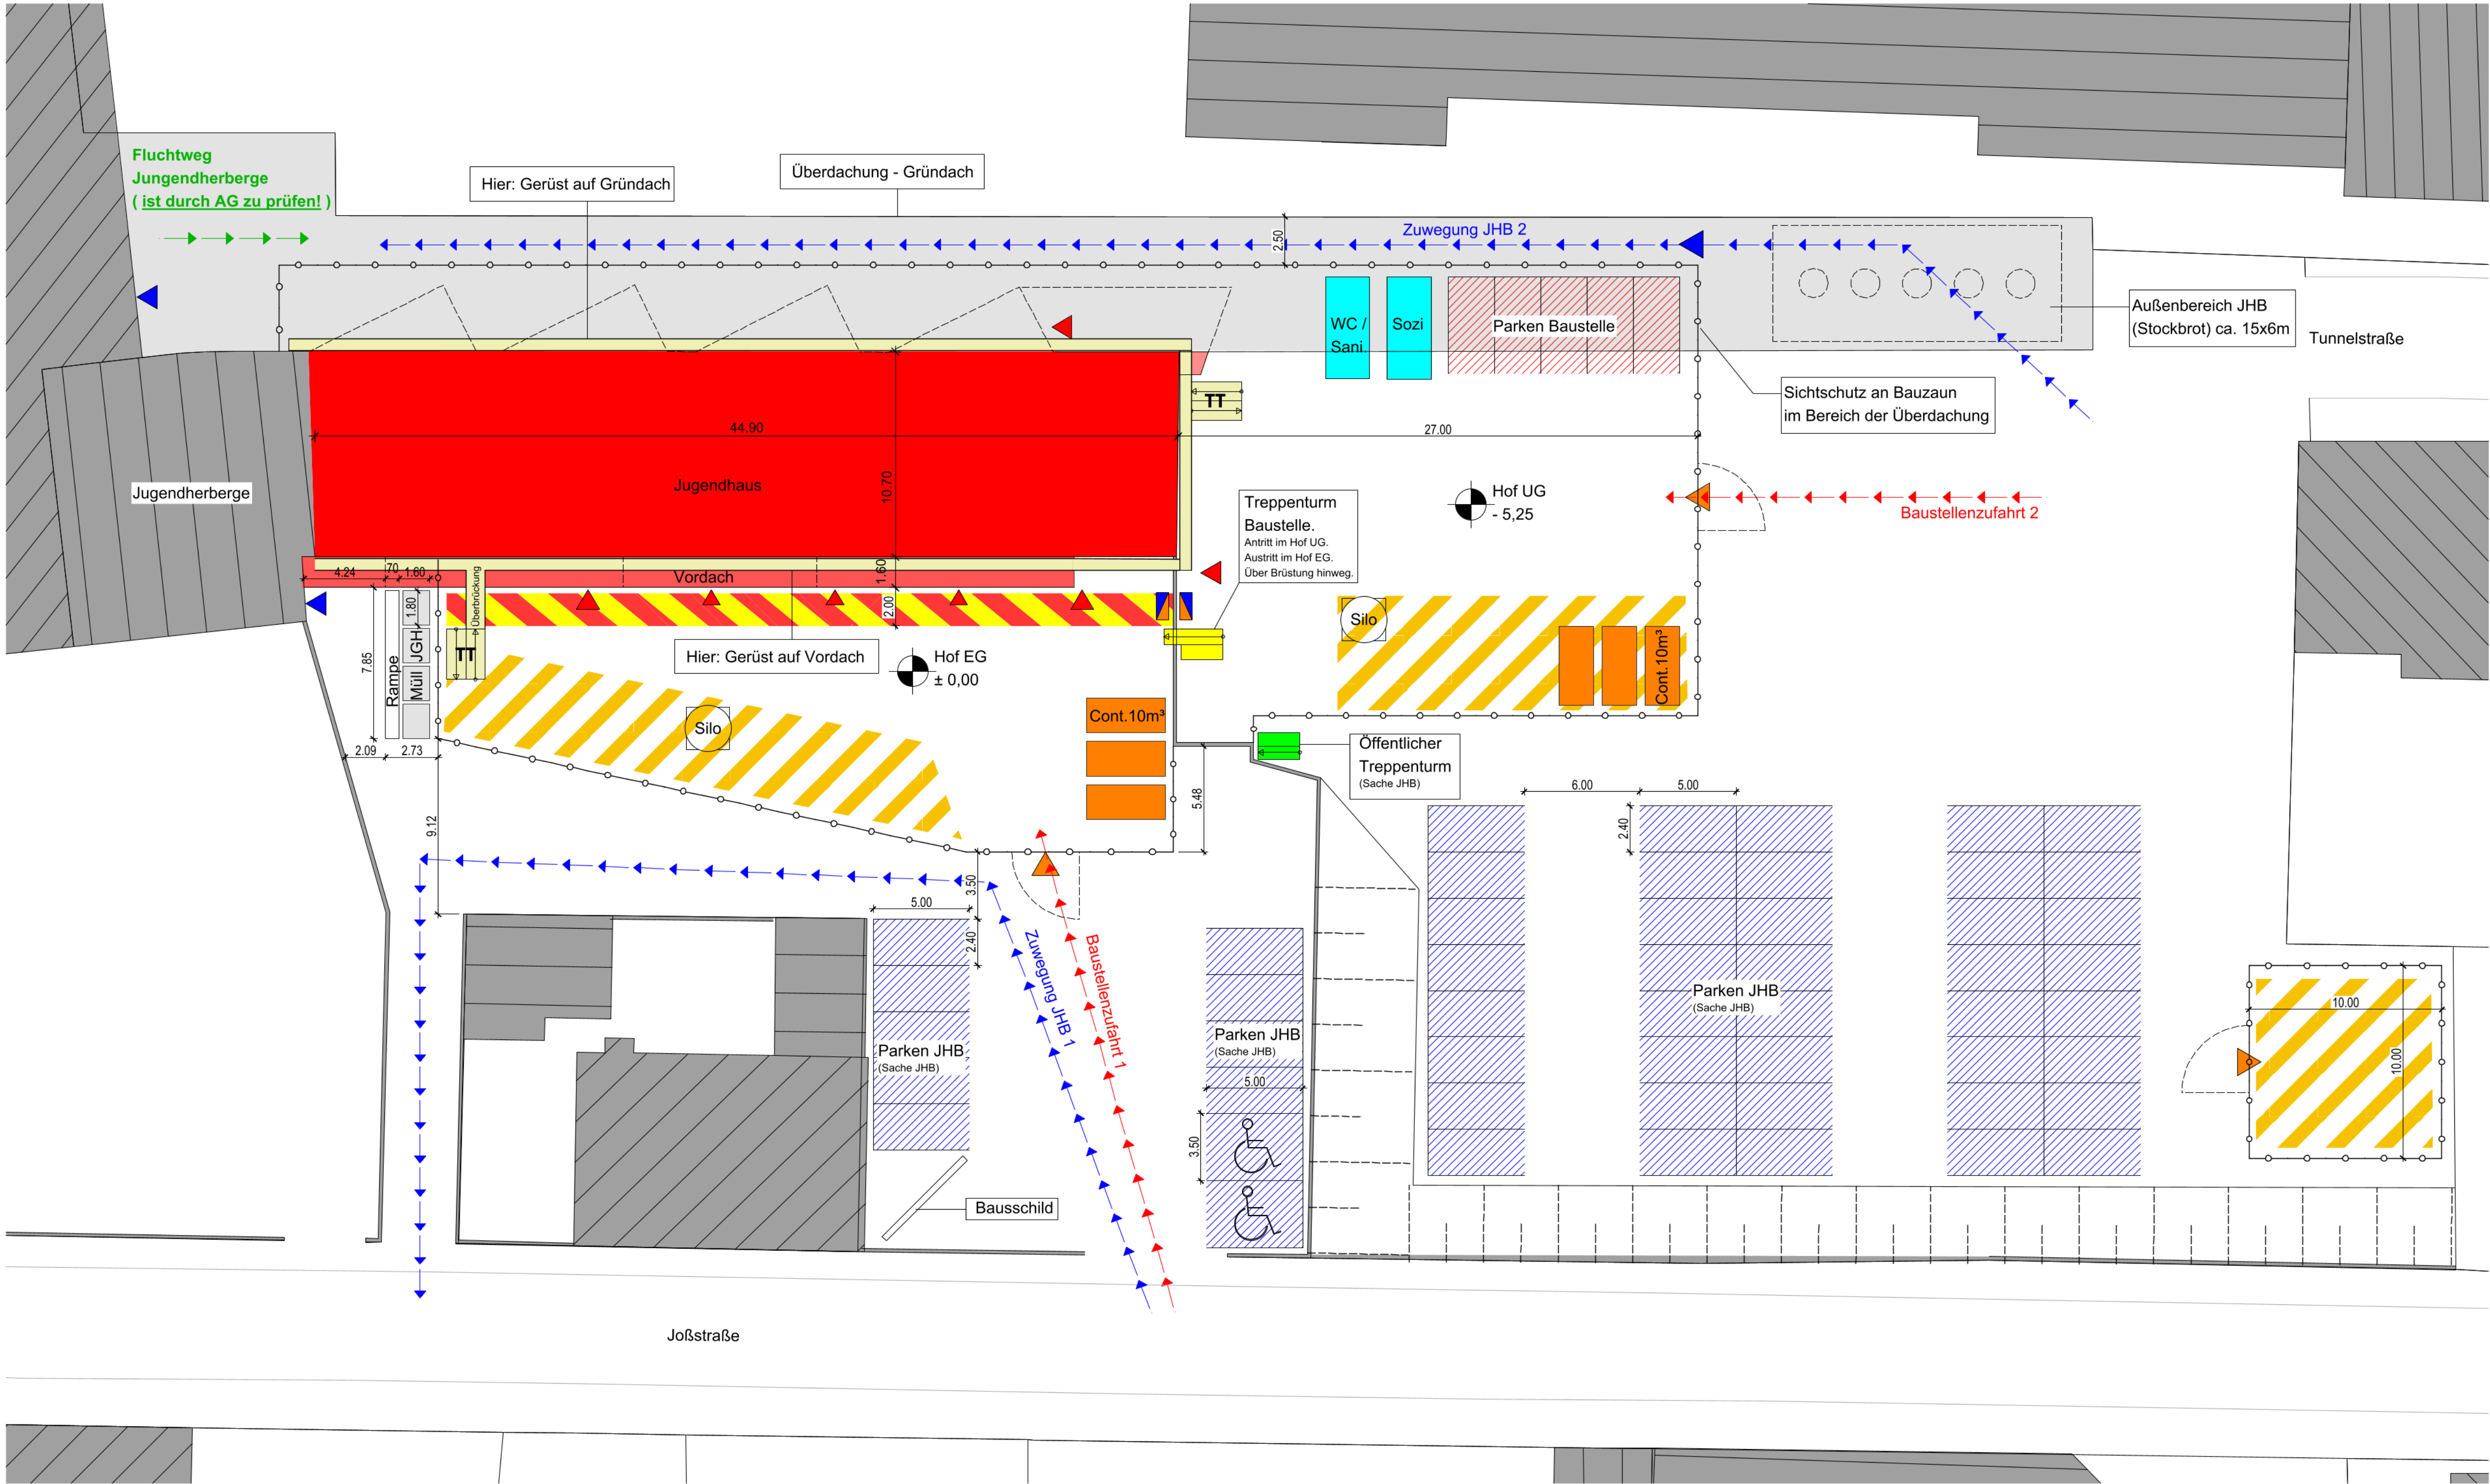 Fluchtweg
Jungendherberge
( ist durch AG zu prüfen! )
Hier: Gerüst auf Gründach
Überdachung - Gründach
Zuwegung JHB 2
2.50
WC /
Sani.
Sozi
Parken Baustelle
Außenbereich JHB
(Stockbrot) ca. 15x6m
Tunnelstraße
Sichtschutz an Bauzaun
im Bereich der Überdachung
TT
44.90
27.00
Jugendherberge
Jugendhaus
10.70
Treppenturm
Baustelle.
Antritt im Hof UG.
Austritt im Hof EG.
Über Brüstung hinweg.
Hof UG
- 5,25
Baustellenzufahrt 2
4.24
70
1.60
Vordach
1.60
Überbrückung
1.80
2.00
Silo
7.85
Rampe
Müll JGH
TT
Hier: Gerüst auf Vordach
Hof EG
± 0,00
Cont.10m³
Silo
Cont.10m³
2.09
2.73
Öffentlicher
Treppenturm
(Sache JHB)
5.48
6.00
5.00
2.40
9.12
3.50
5.00
2.40
Zuwegung JHB 1
Baustellenzufahrt 1
Parken JHB
(Sache JHB)
Parken JHB
(Sache JHB)
5.00
3.50
Parken JHB
(Sache JHB)
10.00
10.00
Bausschild
Joßstraße